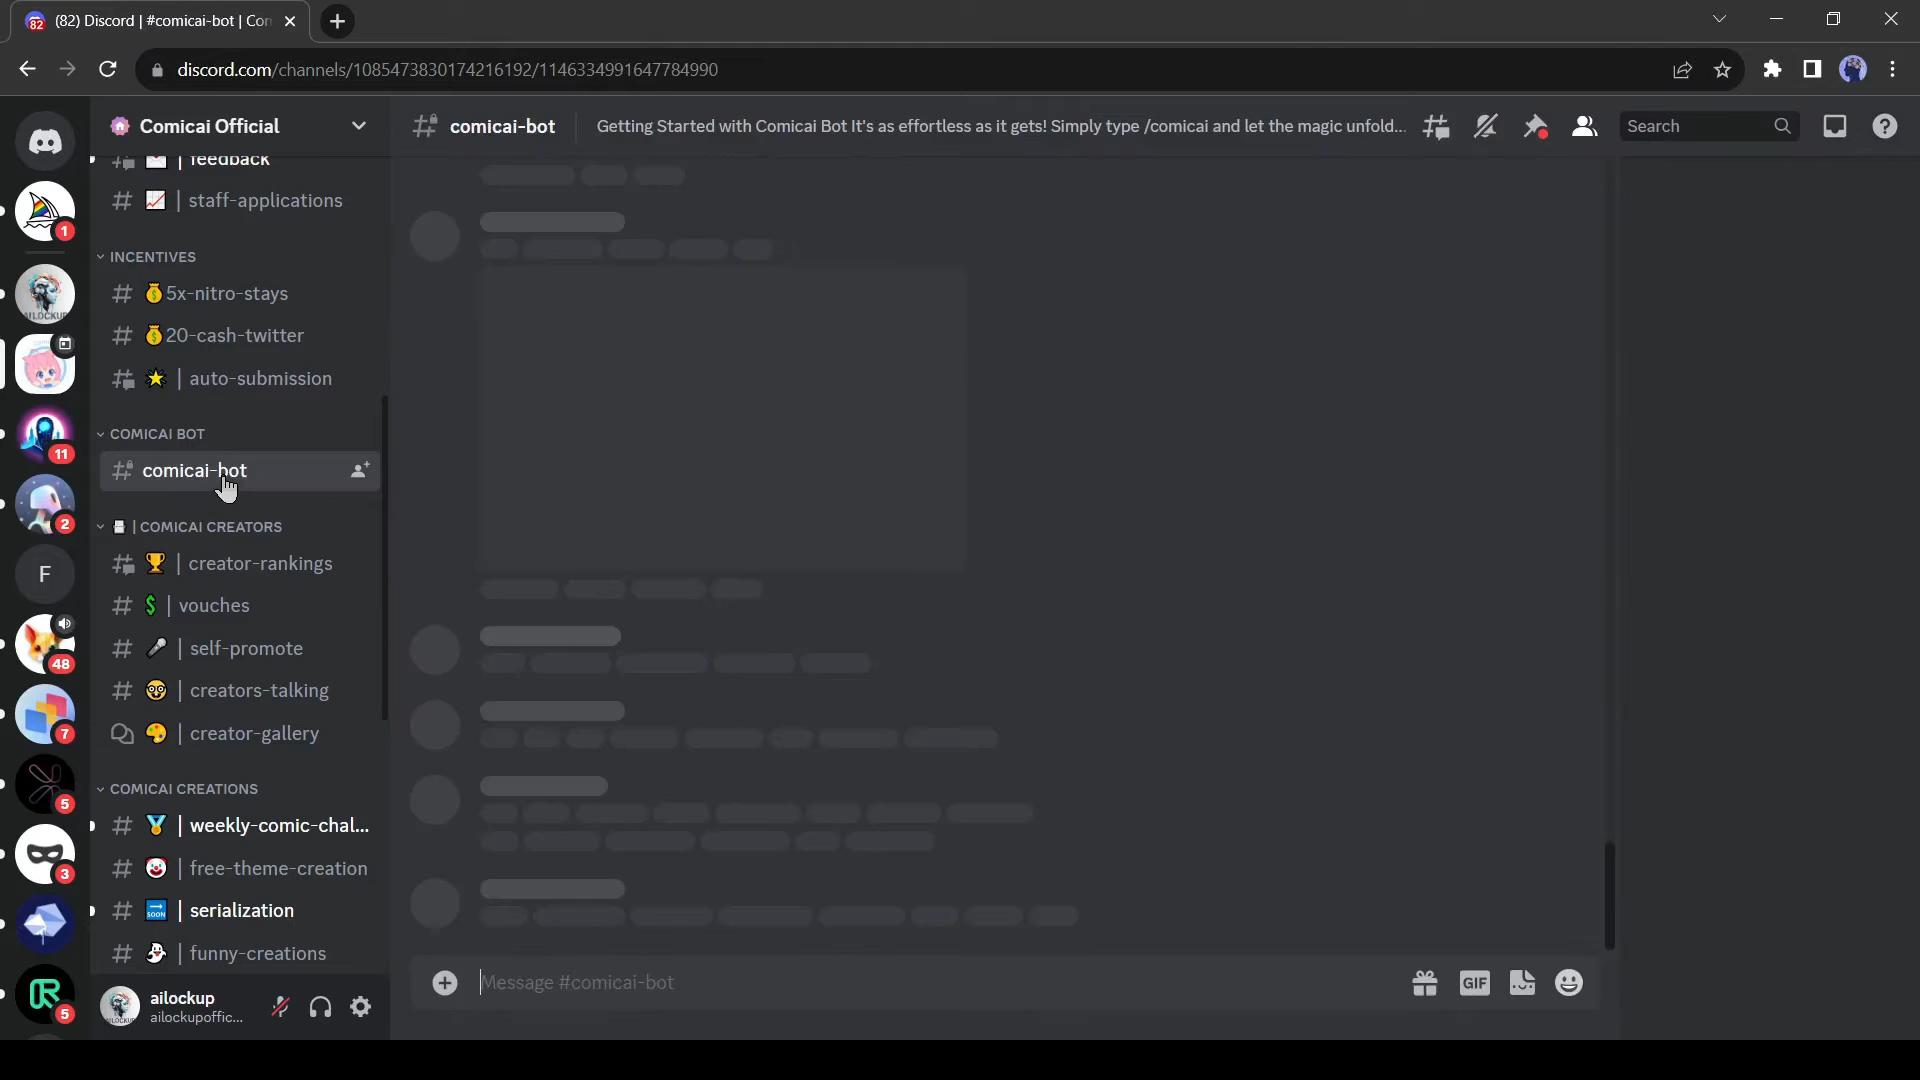 82 (82) Discord | #comicai-bot | Con
discord.com/channels/1085473830174216192/1146334991647784990
Comicai Official
comicai-bot
Getting Started with Comicai Bot It's as effortless as it gets! Simply type /comicai and let the magic unfold...
Search
| feedback
| staff-applications
1
INCENTIVES
5x-nitro-stays
AILOCKUP
20-cash-twitter
| auto-submission
COMICAI BOT
11
comicai-bot
2
| COMICAI CREATORS
| creator-rankings
F
| vouches
| self-promote
48
| creators-talking
7
| creator-gallery
COMICAI CREATIONS
5
| weekly-comic-chal...
3
| free-theme-creation
SOON | serialization
| funny-creations
Message #comicai-bot
GIF
ailockup
ailockupoffic...
5